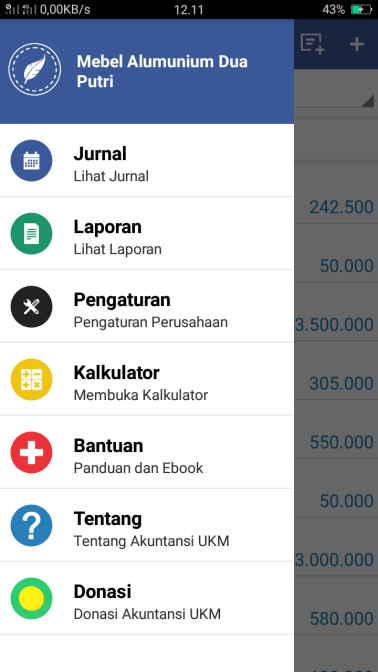 0,00KB/s 12.11 43%
Mebel Alumunium Dua
Putri
Jurnal
Lihat Jurnal
242.500
Laporan
Lihat Laporan
50.000
Pengaturan
Pengaturan Perusahaan
3.500.000
Kalkulator
Membuka Kalkulator
305.000
Bantuan
Panduan dan Ebook
550.000
50.000
Tentang
Tentang Akuntansi UKM
3.000.000
Donasi
Donasi Akuntansi UKM
580.000